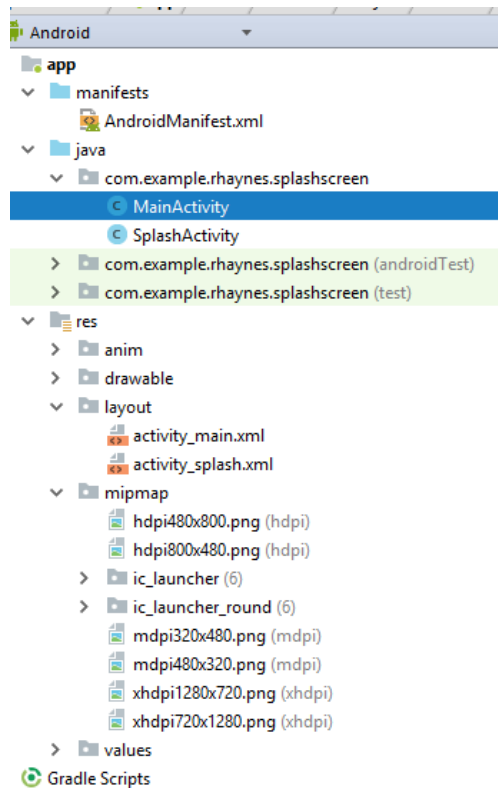 Android
app
manifests
AndroidManifest.xml
java
com.example.rhaynes.splashscreen
C MainActivity
C SplashActivity
com.example.rhaynes.splashscreen (androidTest)
com.example.rhaynes.splashscreen (test)
res
anim
drawable
layout
activity_main.xml
activity_splash.xml
mipmap
hdpi480x800.png (hdpi)
hdpi800x480.png (hdpi)
ic_launcher (6)
ic_launcher_round (6)
mdpi320x480.png (mdpi)
mdpi480x320.png (mdpi)
xhdpi1280x720.png (xhdpi)
xhdpi720x1280.png (xhdpi)
values
Gradle Scripts